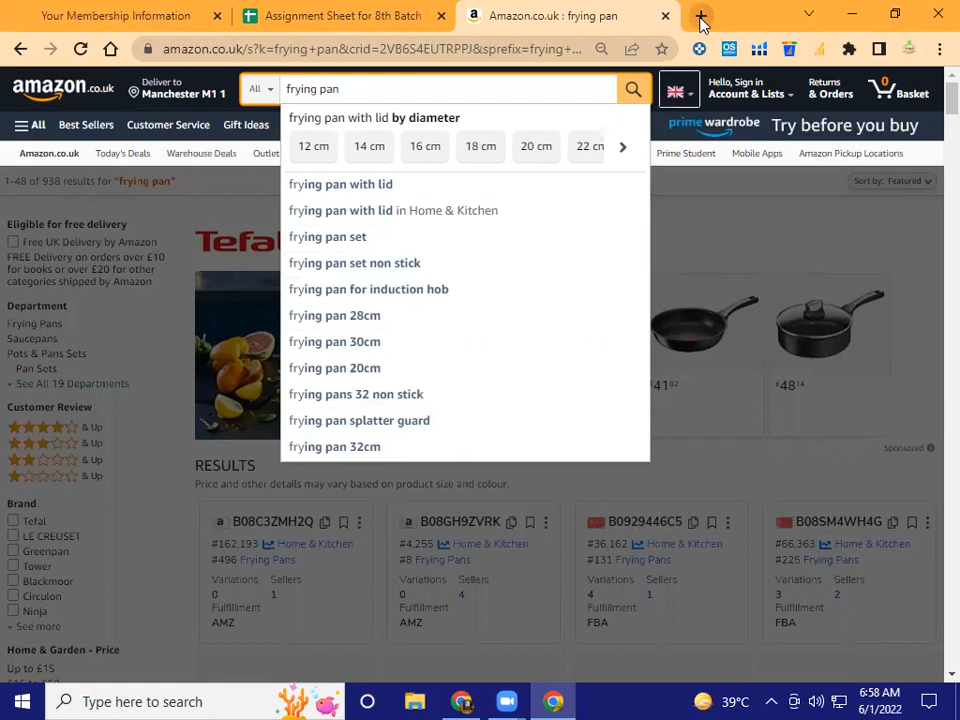 Your Membership Information
Assignment Sheet for 8th Batch
Amazon.co.uk : frying pan
amazon.co.uk/s?k=frying+pan&crid=2VB6S4EUTRPPJ&sprefix=frying+...
amazon.co.uk
Deliver to
Manchester M1 1
All
frying pan
Hello, Sign in
Account & Lists
Returns
& Orders
0
Basket
All
Best Sellers
Customer Service
Gift Ideas
prime wardrobe
Try before you buy
Amazon.co.uk
Today's Deals
Warehouse Deals
Outlet
Prime Student
Mobile Apps
Amazon Physical Stores
Locations
1-48 of 938 results for "frying pan"
Sort by: Featured
frying pan with lid by diameter
12 cm
14 cm
16 cm
18 cm
20 cm
22 cm
frying pan with lid
frying pan with lid in Home & Kitchen
frying pan set
frying pan set non stick
frying pan for induction hob
frying pan 28cm
frying pan 30cm
frying pan 20cm
frying pans 32 non stick
frying pan splatter guard
frying pan 32cm
Eligible for free delivery
Free UK Delivery by Amazon
FREE Delivery on orders over £10
for books or over £20 for other
categories shipped by Amazon
Department
Frying Pans
Saucepans
Pots & Pans Sets
Pan Sets
See All 19 Departments
Customer Review
& Up
& Up
& Up
& Up
Brand
Tefal
LE CREUSET
Greenpan
Tower
Blackmoor
Circulon
Ninja
See more
Home & Garden - Price
Up to £15
Tefal
£41 82
£48 14
Sponsored
RESULTS
Price and other details may vary based on product size and colour.
B08C3ZMH2Q
#162,193 Home & Kitchen
#496 Frying Pans
Variations Sellers
0 1
Fulfillment
AMZ
B08GH9ZVRK
#4,255 Home & Kitchen
#8 Frying Pans
Variations Sellers
0 4
Fulfillment
AMZ
B0929446C5
#36,162 Home & Kitchen
#131 Frying Pans
Variations Sellers
4 1
Fulfillment
FBA
B08SM4WH4G
#66,363 Home & Kitchen
#225 Frying Pans
Variations Sellers
3 2
Fulfillment
FBA
Type here to search
39°C
6:58 AM
6/1/2022